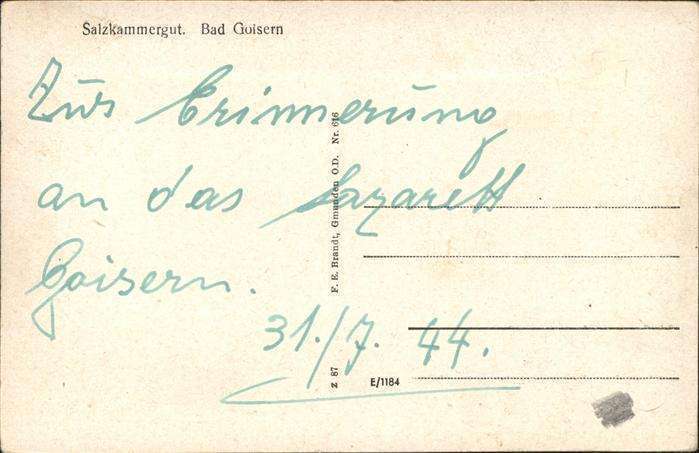 Salzkammergut. Bad Goisern
Zur Erinnerung
an das Lazarett
Goisern.
31./7. 44.
F. E. Brandt, Gmunden O.D. Nr. 616
z 87
E/1184